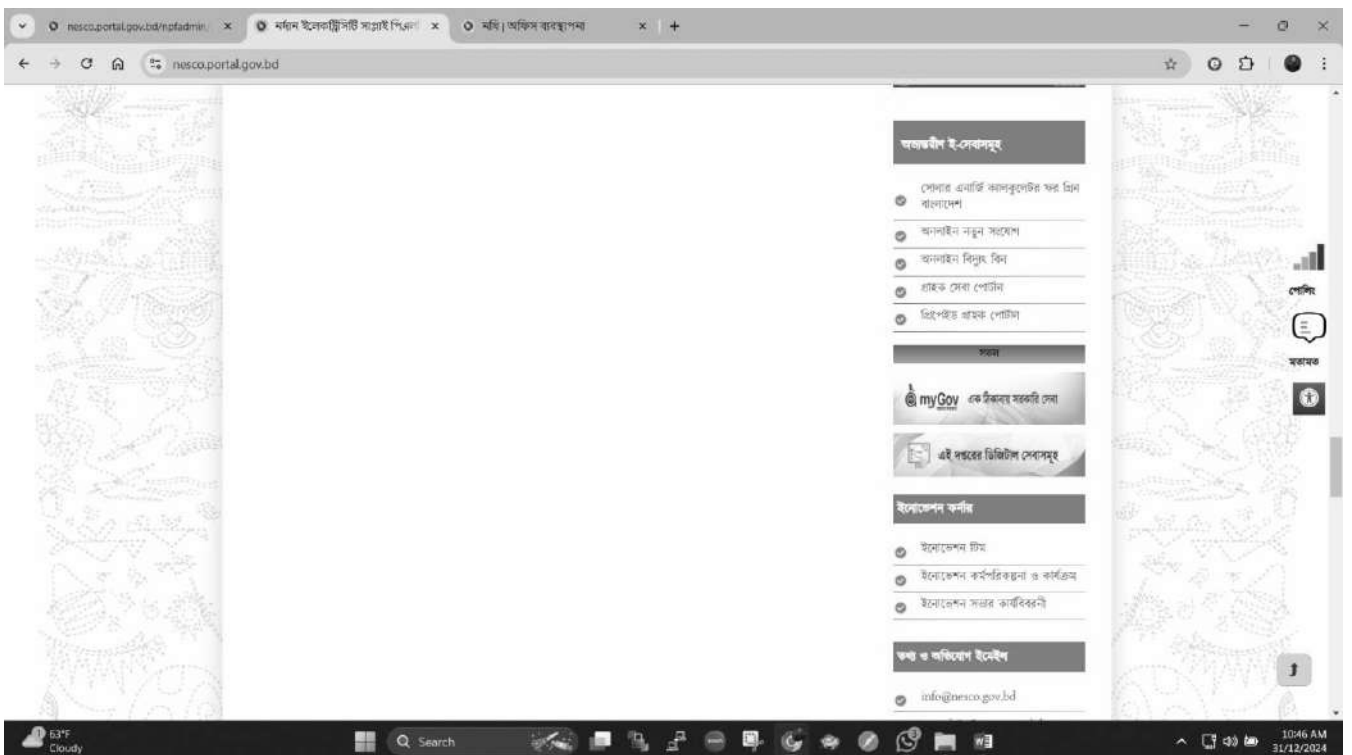 nesco.portal.gov.bd/npfadmin/
নর্দান ইলেকট্রিসিটি সাপ্লাই পিএল
নথি | অফিস ব্যবস্থাপনা
nesco.portal.gov.bd
অভ্যন্তরীণ ই-সেবাসমূহ
সোলার এনার্জি ক্যালকুলেটর ফর গ্রিন
বাংলাদেশ
অনলাইন নতুন সংযোগ
অনলাইন বিদ্যুৎ বিল
গ্রাহক সেবা পোর্টাল
প্রিপেইড গ্রাহক পোর্টাল
সকল
myGov এক ঠিকানায় সরকারি সেবা
এই দপ্তরের ডিজিটাল সেবাসমূহ
ইনোভেশন কর্নার
ইনোভেশন টিম
ইনোভেশন কর্মপরিকল্পনা ও কার্যক্রম
ইনোভেশন সভার কার্যবিবরনী
তথ্য ও অভিযোগ ইমেইল
info@nesco.gov.bd
পোলিং
মতামত
63°F
Cloudy
Search
10:46 AM
31/12/2024